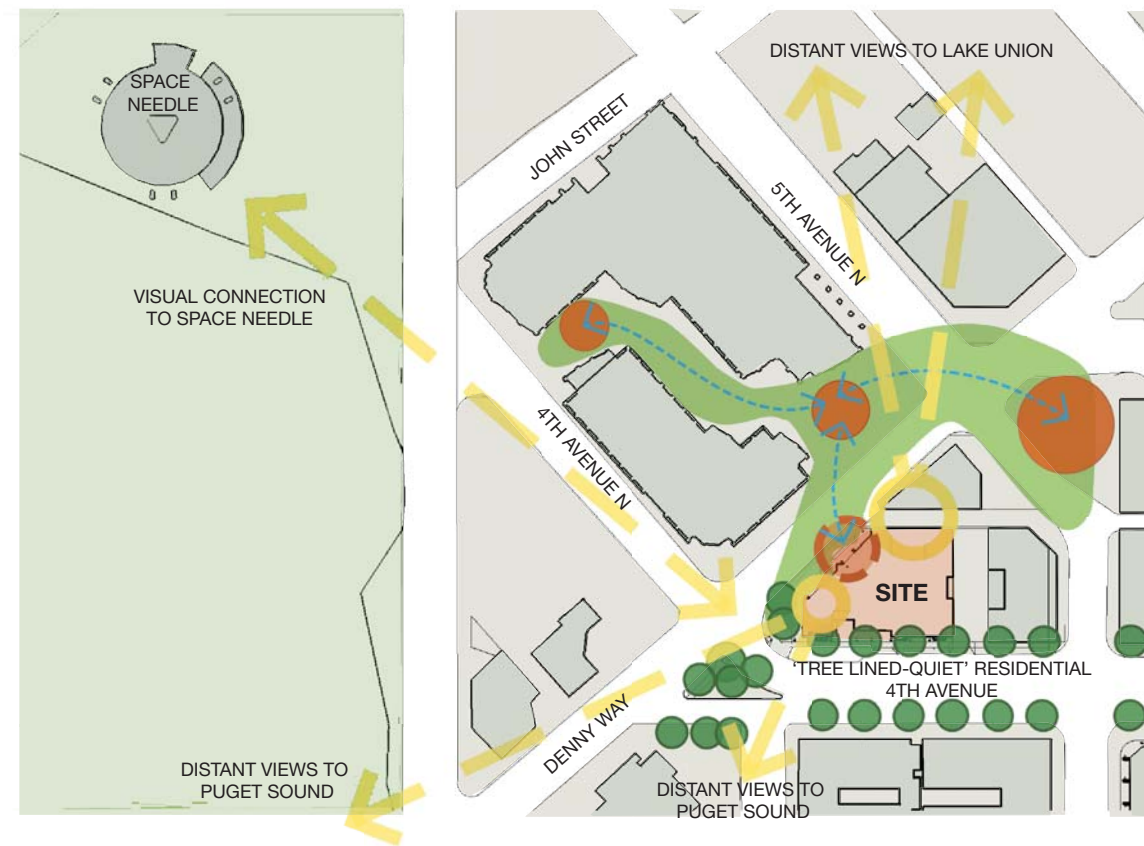 SPACE
NEEDLE
VISUAL CONNECTION
TO SPACE NEEDLE
DISTANT VIEWS TO
PUGET SOUND
DISTANT VIEWS TO LAKE UNION
JOHN STREET
5TH AVENUE N
4TH AVENUE N
SITE
'TREE LINED-QUIET' RESIDENTIAL
4TH AVENUE
DENNY WAY
DISTANT VIEWS TO
PUGET SOUND